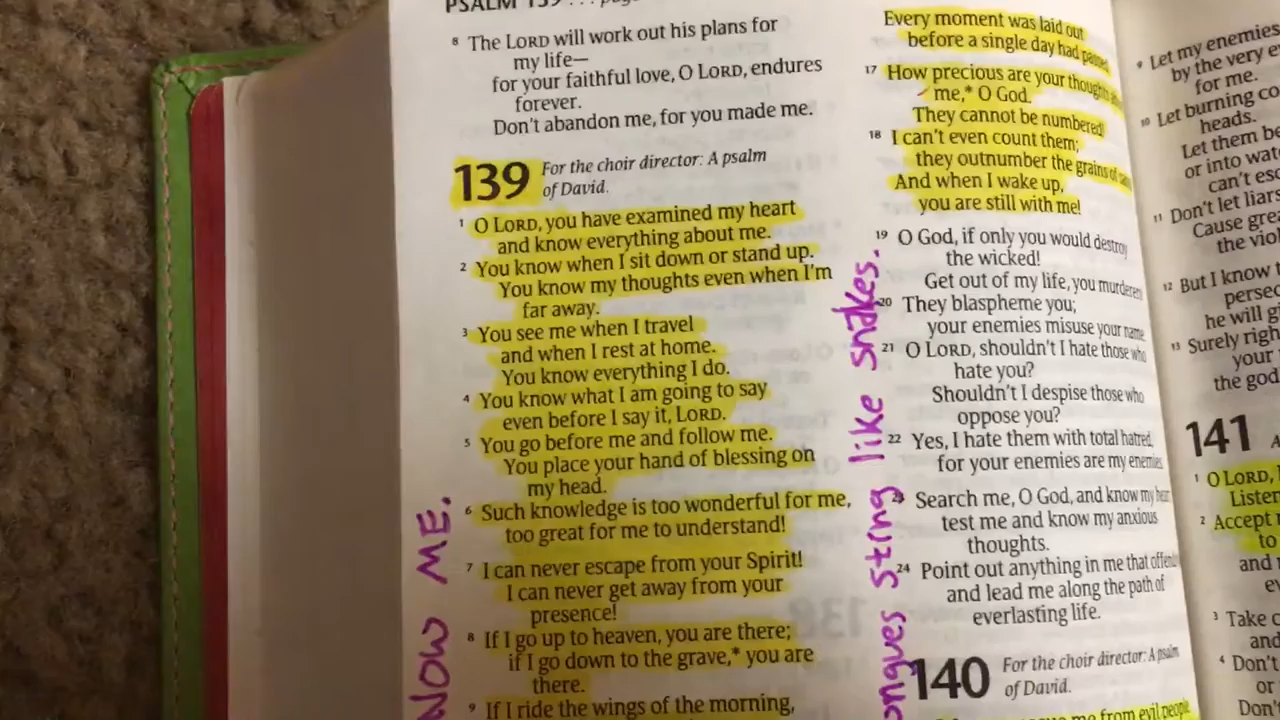 PSALM 139 . . .
8 The LORD will work out his plans for
my life—
for your faithful love, O LORD, endures
forever.
Don't abandon me, for you made me.
139 For the choir director: A psalm
of David.
1 O LORD, you have examined my heart
and know everything about me.
2 You know when I sit down or stand up.
You know my thoughts even when I'm
far away.
3 You see me when I travel
and when I rest at home.
You know everything I do.
4 You know what I am going to say
even before I say it, LORD.
5 You go before me and follow me.
You place your hand of blessing on
my head.
6 Such knowledge is too wonderful for me,
too great for me to understand!
7 I can never escape from your Spirit!
I can never get away from your
presence!
8 If I go up to heaven, you are there;
if I go down to the grave,* you are
there.
9 If I ride the wings of the morning,
ME.
Every moment was laid out
before a single day had passed.
17 How precious are your thoughts
me,* O God.
They cannot be numbered!
18 I can't even count them;
they outnumber the grains of
And when I wake up,
you are still with me!
19 O God, if only you would destroy
the wicked!
Get out of my life, you murderers
20 They blaspheme you;
your enemies misuse your name.
21 O LORD, shouldn't I hate those who
hate you?
Shouldn't I despise those who
oppose you?
22 Yes, I hate them with total hatred,
for your enemies are my enemies
23 Search me, O God, and know my
test me and know my anxious
thoughts.
24 Point out anything in me that
and lead me along the path of
everlasting life.
sting like snakes.
140 For the choir director: A psalm
of David.
me from evil people
9 Let my enemies
by the very
for me.
10 Let burning
heads.
Let them
or into
can't
11 Don't let liars
Cause
the
12 But I know
he will
13 Surely
your
the
141
1 O LORD,
Listen
2 Accept
to
and
3 Take
and
4 Don't
or
Don't